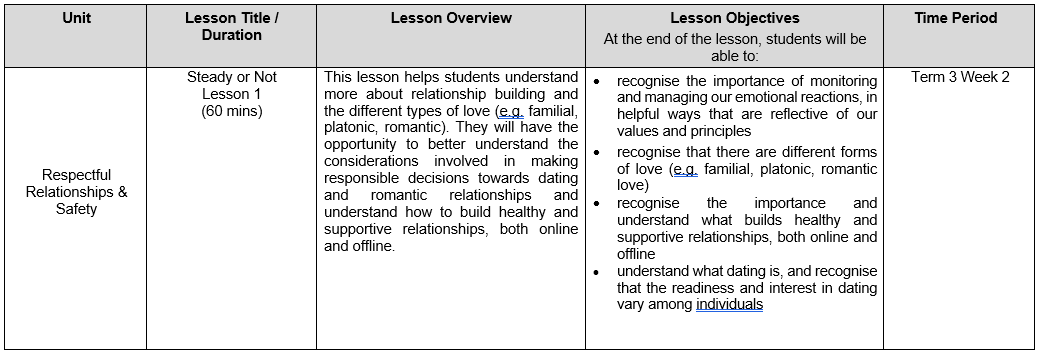 Unit
Lesson Title /
Duration
Lesson Overview
Lesson Objectives
At the end of the lesson, students will be
able to:
Time Period
Respectful
Relationships &
Safety
Steady or Not
Lesson 1
(60 mins)
This lesson helps students understand
more about relationship building and
the different types of love (e.g. familial,
platonic, romantic). They will have the
opportunity to better understand the
considerations involved in making
responsible decisions towards dating
and romantic relationships and
understand how to build healthy and
supportive relationships, both online
and offline.
• recognise the importance of monitoring
and managing our emotional reactions, in
helpful ways that are reflective of our
values and principles
• recognise that there are different forms
of love (e.g. familial, platonic, romantic
love)
• recognise the importance and
understand what builds healthy and
supportive relationships, both online and
offline
• understand what dating is, and recognise
that the readiness and interest in dating
vary among individuals
Term 3 Week 2